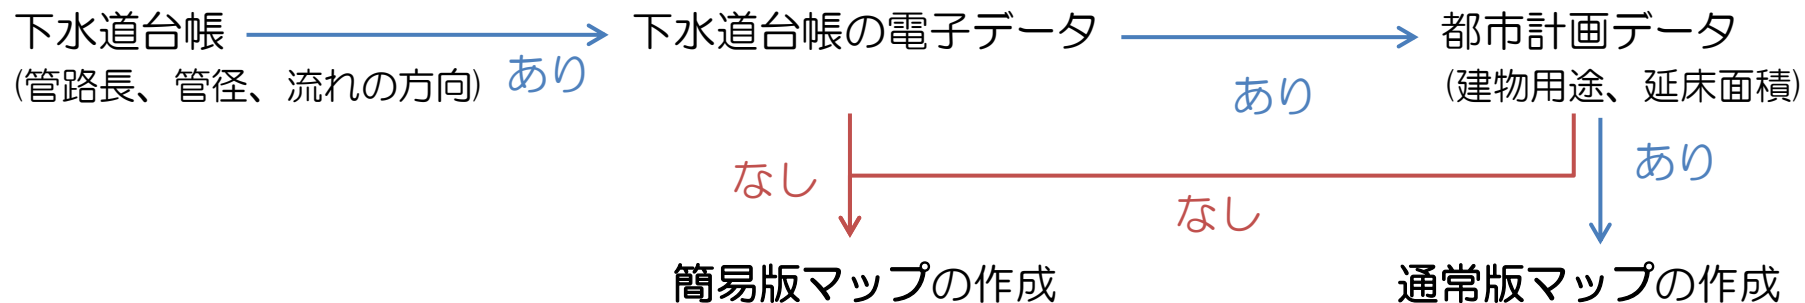 下水道台帳
(管路長、管径、流れの方向)
あり
下水道台帳の電子データ
あり
都市計画データ
(建物用途、延床面積)
なし
なし
あり
簡易版マップの作成
通常版マップの作成